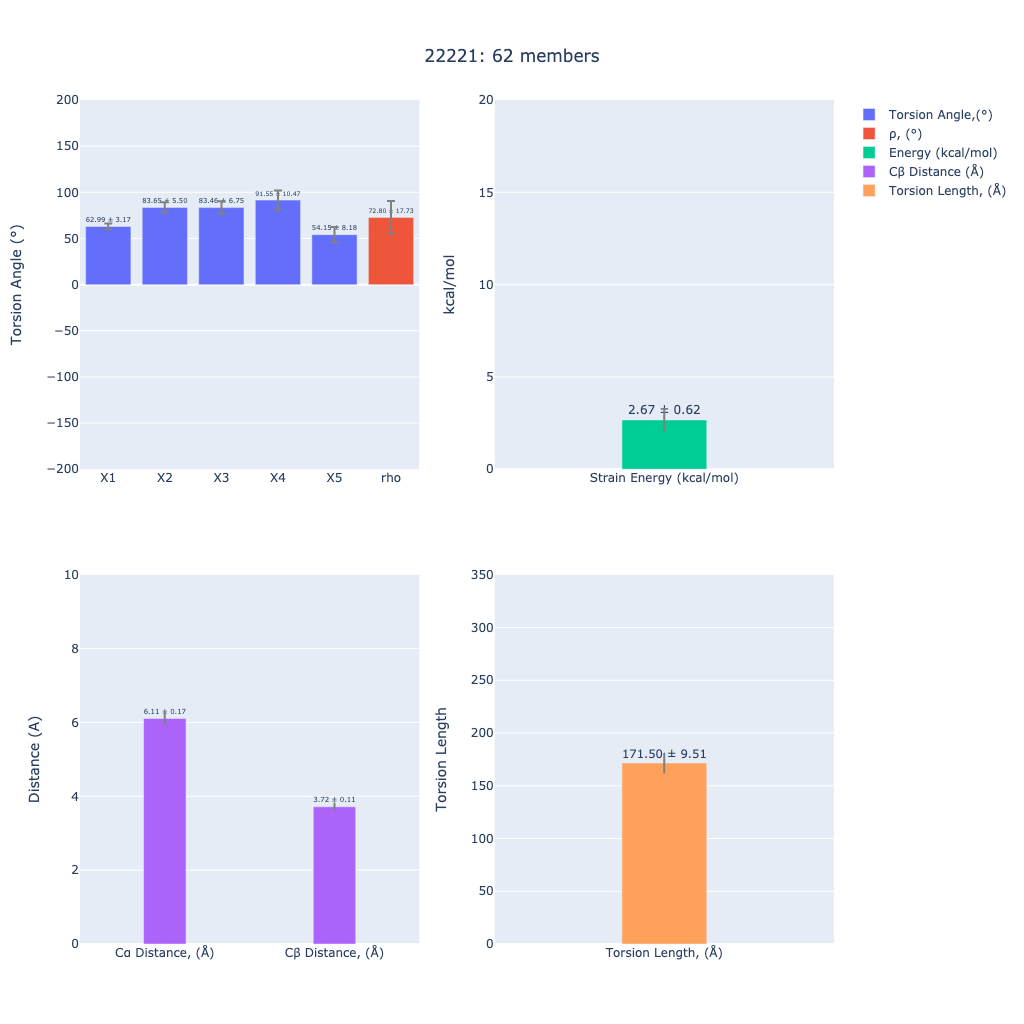 22221: 62 members
200
150
100
50
0
−50
−100
−150
−200
Torsion Angle (°)
62.99 ± 3.17
83.65 ± 5.50
83.46 ± 6.75
91.55 ± 10.47
54.15 ± 8.18
72.80 ± 17.73
X1
X2
X3
X4
X5
rho
20
15
10
5
0
kcal/mol
2.67 ± 0.62
Strain Energy (kcal/mol)
Torsion Angle,(°)
ρ, (°)
Energy (kcal/mol)
Cβ Distance (Å)
Torsion Length, (Å)
10
8
6
4
2
0
Distance (A)
6.11 ± 0.17
3.72 ± 0.11
Cα Distance, (Å)
Cβ Distance, (Å)
350
300
250
200
150
100
50
0
Torsion Length
171.50 ± 9.51
Torsion Length, (Å)